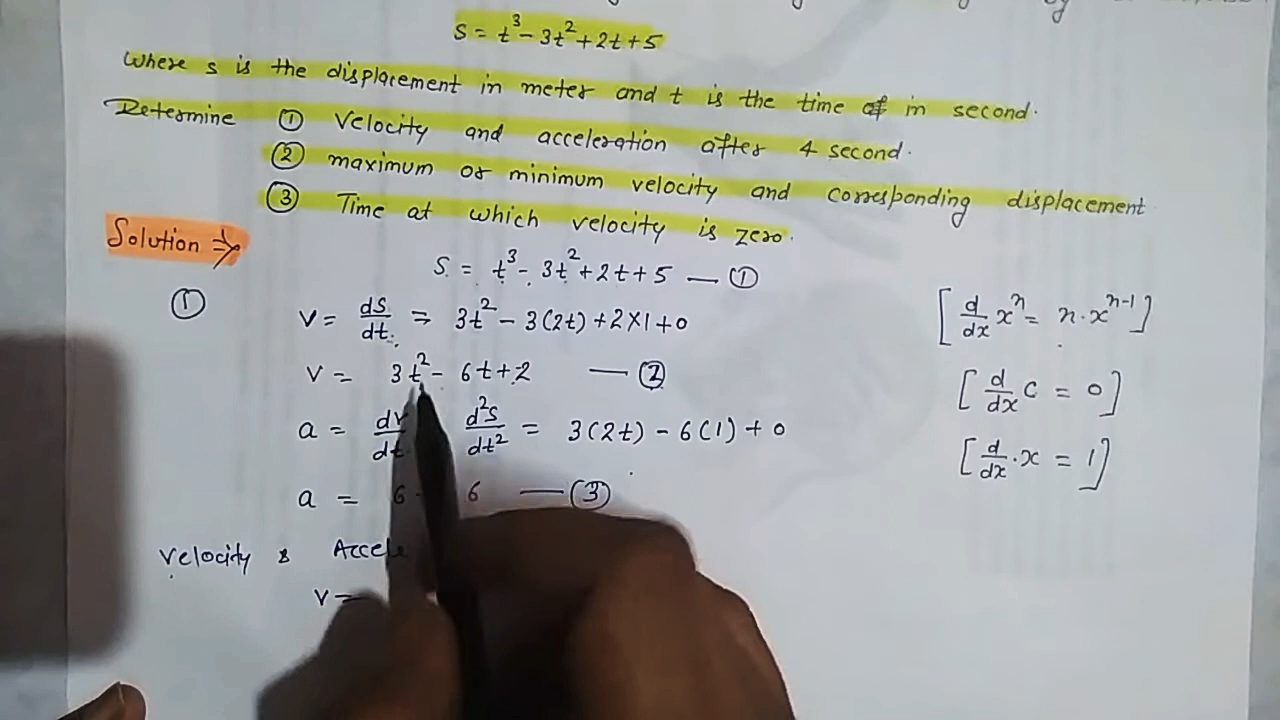 S = t³ - 3t² + 2t + 5
Where s is the displacement in meter and t is the time of in second.
Determine ① Velocity and acceleration after 4 second.
② maximum or minimum velocity and corresponding displacement
③ Time at which velocity is zero.
Solution ⇒
S = t³ - 3t² + 2t + 5 — ①
①
V = ds/dt ⇒ 3t² - 3(2t) + 2×1 + 0
V = 3t² - 6t + 2 — ②
a = dv/dt d²s/dt² = 3(2t) - 6(1) + 0
a = 6 6 — ③
Velocity &
V =
[d/dx xⁿ = n·xⁿ⁻¹]
[d/dx c = 0]
[d/dx · x = 1]